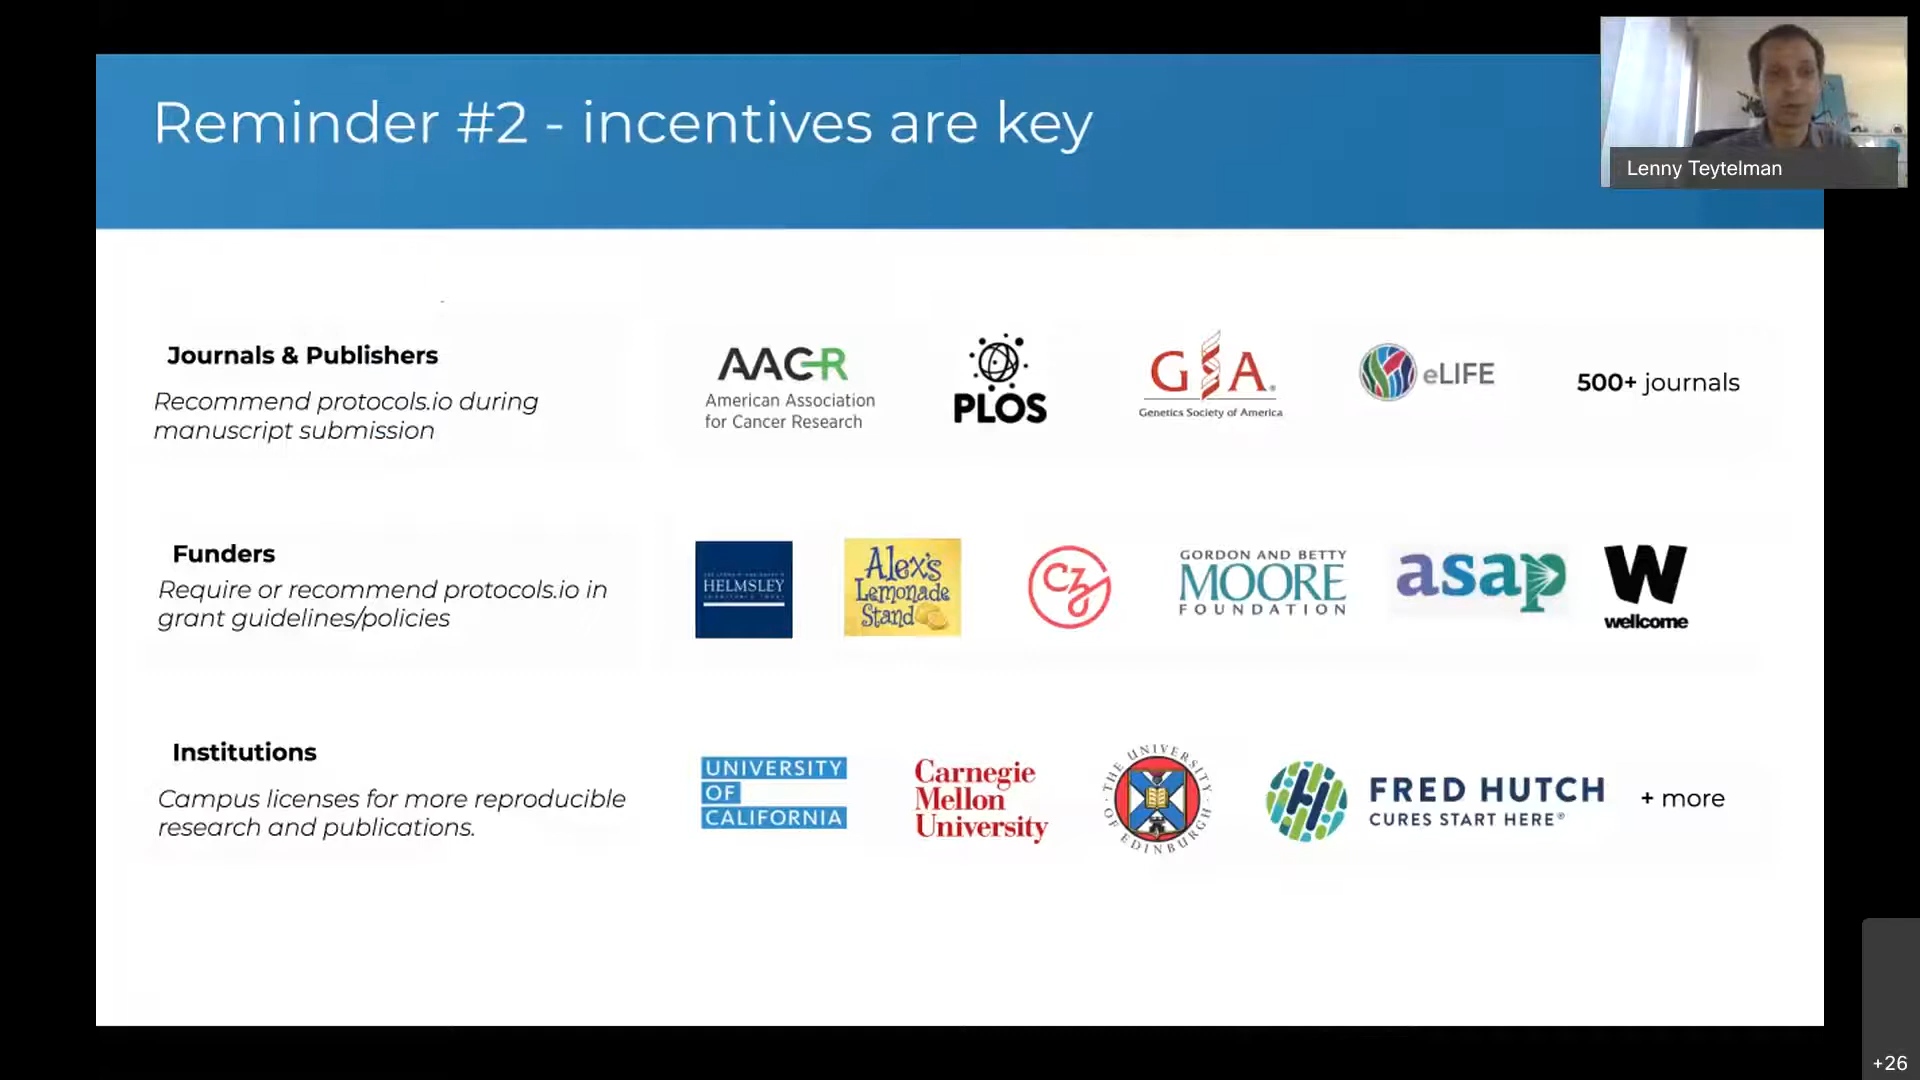 Reminder #2 - incentives are key
Lenny Teytelman
Journals & Publishers
Recommend protocols.io during
manuscript submission
AACR
American Association
for Cancer Research
PLOS
GSA
Genetics Society of America
eLIFE
500+ journals
Funders
Require or recommend protocols.io in
grant guidelines/policies
HELMSLEY
Alex's
Lemonade
Stand
cz
GORDON AND BETTY
MOORE
FOUNDATION
asap
W
wellcome
Institutions
Campus licenses for more reproducible
research and publications.
UNIVERSITY
OF
CALIFORNIA
Carnegie
Mellon
University
THE UNIVERSITY OF EDINBURGH
FRED HUTCH
CURES START HERE®
+ more
+26